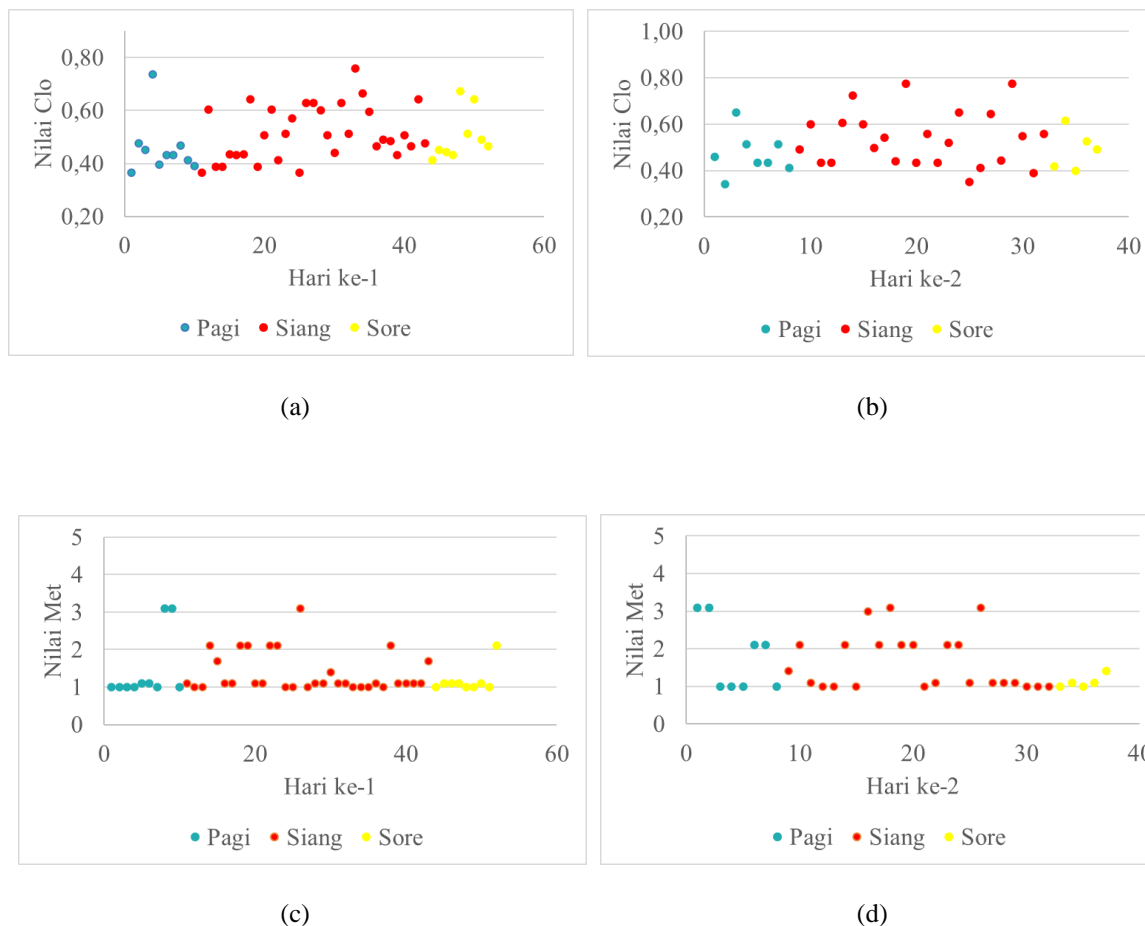 Nilai Clo
0,80
0,60
0,40
0,20
0 20 40 60
Hari ke-1
Pagi Siang Sore
(a)
Nilai Clo
1,00
0,80
0,60
0,40
0,20
0 10 20 30 40
Hari ke-2
Pagi Siang Sore
(b)
Nilai Met
5
4
3
2
1
0
0 20 40 60
Hari ke-1
Pagi Siang Sore
(c)
Nilai Met
5
4
3
2
1
0
0 10 20 30 40
Hari ke-2
Pagi Siang Sore
(d)